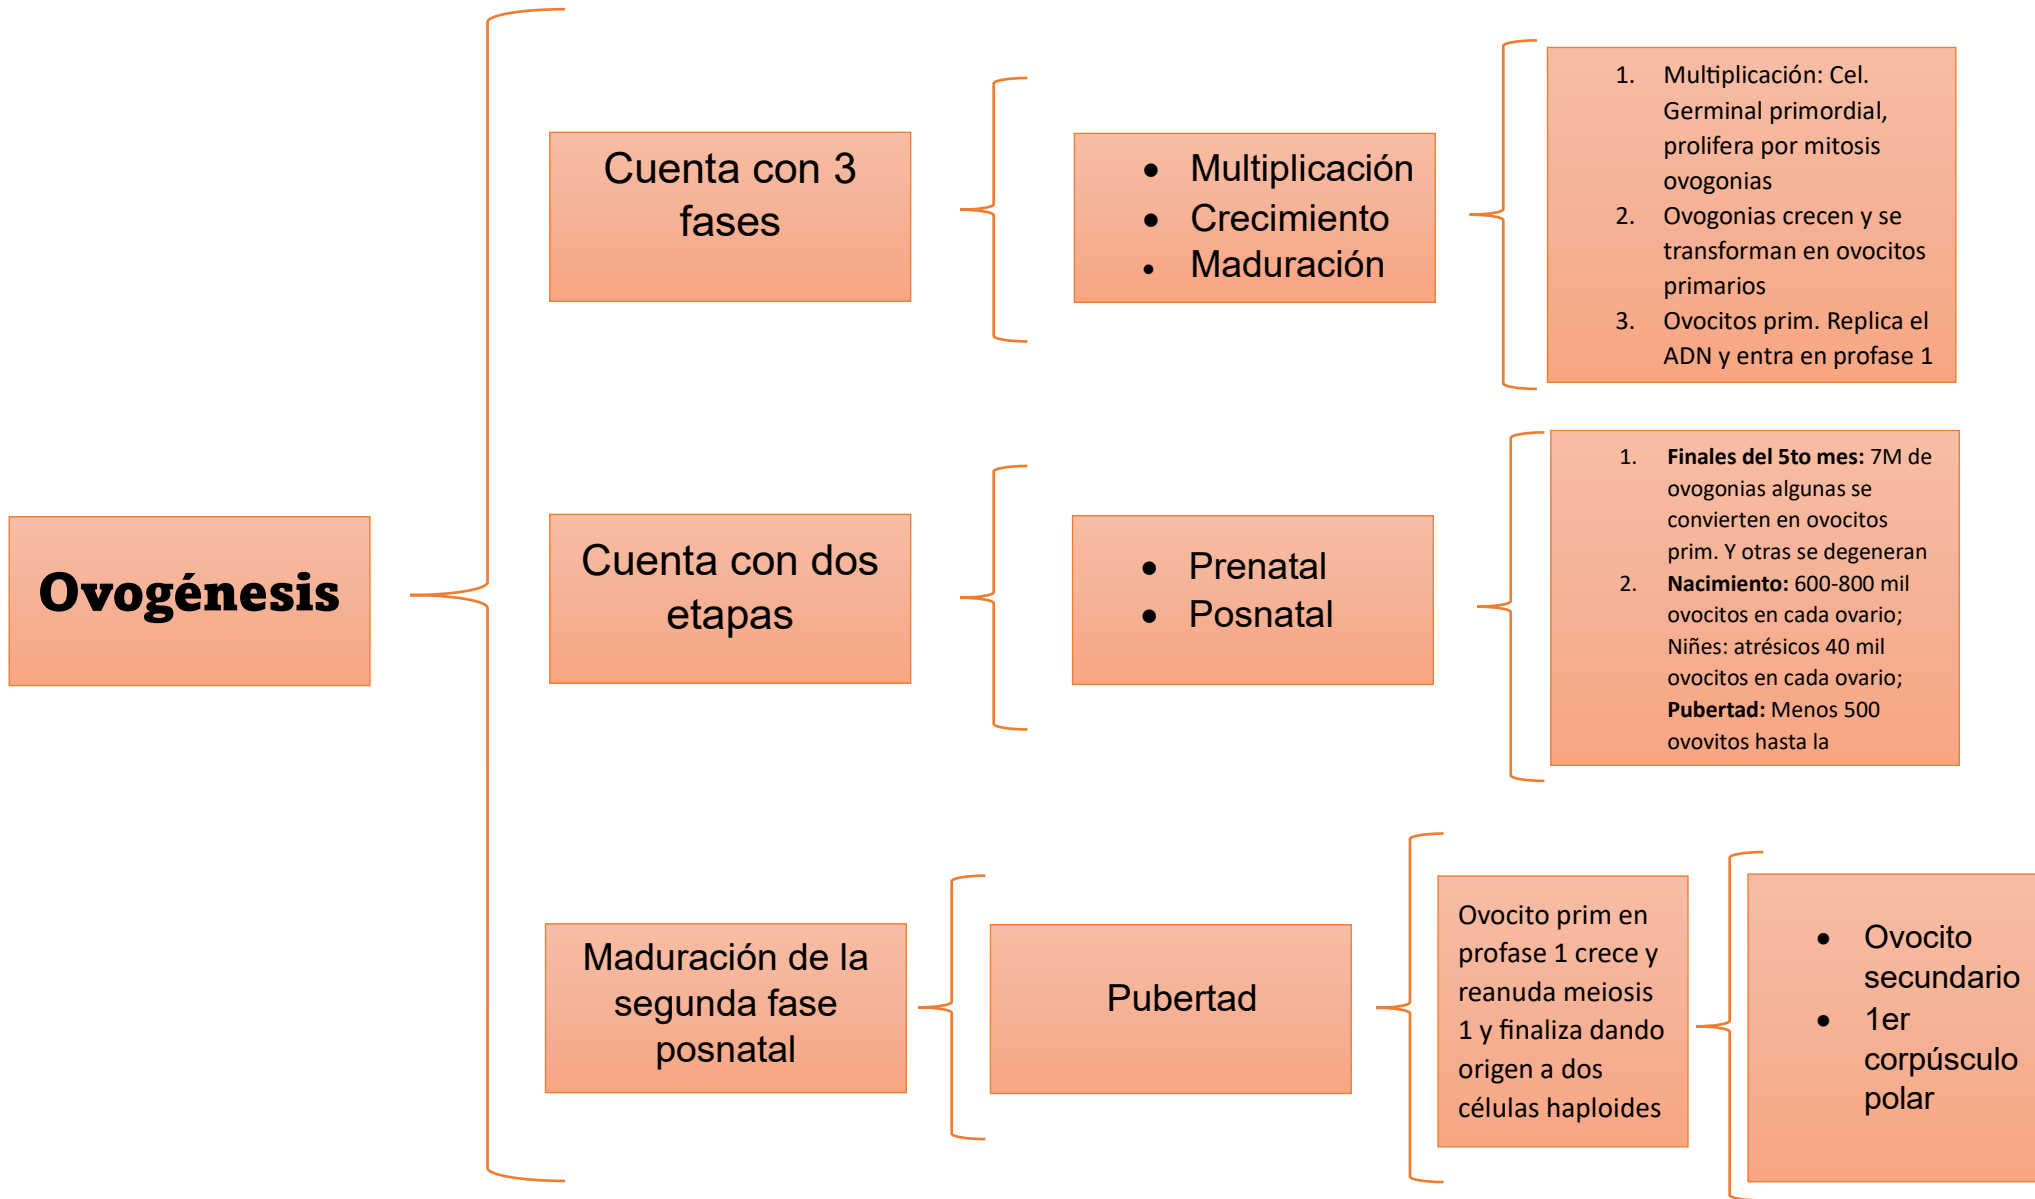 Ovogénesis
Cuenta con 3
fases
• Multiplicación
• Crecimiento
• Maduración
1. Multiplicación: Cel.
Germinal primordial,
prolifera por mitosis
ovogonias
2. Ovogonias crecen y se
transforman en ovocitos
primarios
3. Ovocitos prim. Replica el
ADN y entra en profase 1
Cuenta con dos
etapas
• Prenatal
• Posnatal
1. Finales del 5to mes: 7M de
ovogonias algunas se
convierten en ovocitos
prim. Y otras se degeneran
2. Nacimiento: 600-800 mil
ovocitos en cada ovario;
Niñes: atrésicos 40 mil
ovocitos en cada ovario;
Pubertad: Menos 500
ovovitos hasta la
Maduración de la
segunda fase
posnatal
Pubertad
Ovocito prim en
profase 1 crece y
reanuda meiosis
1 y finaliza dando
origen a dos
células haploides
• Ovocito
secundario
• 1er
corpúsculo
polar